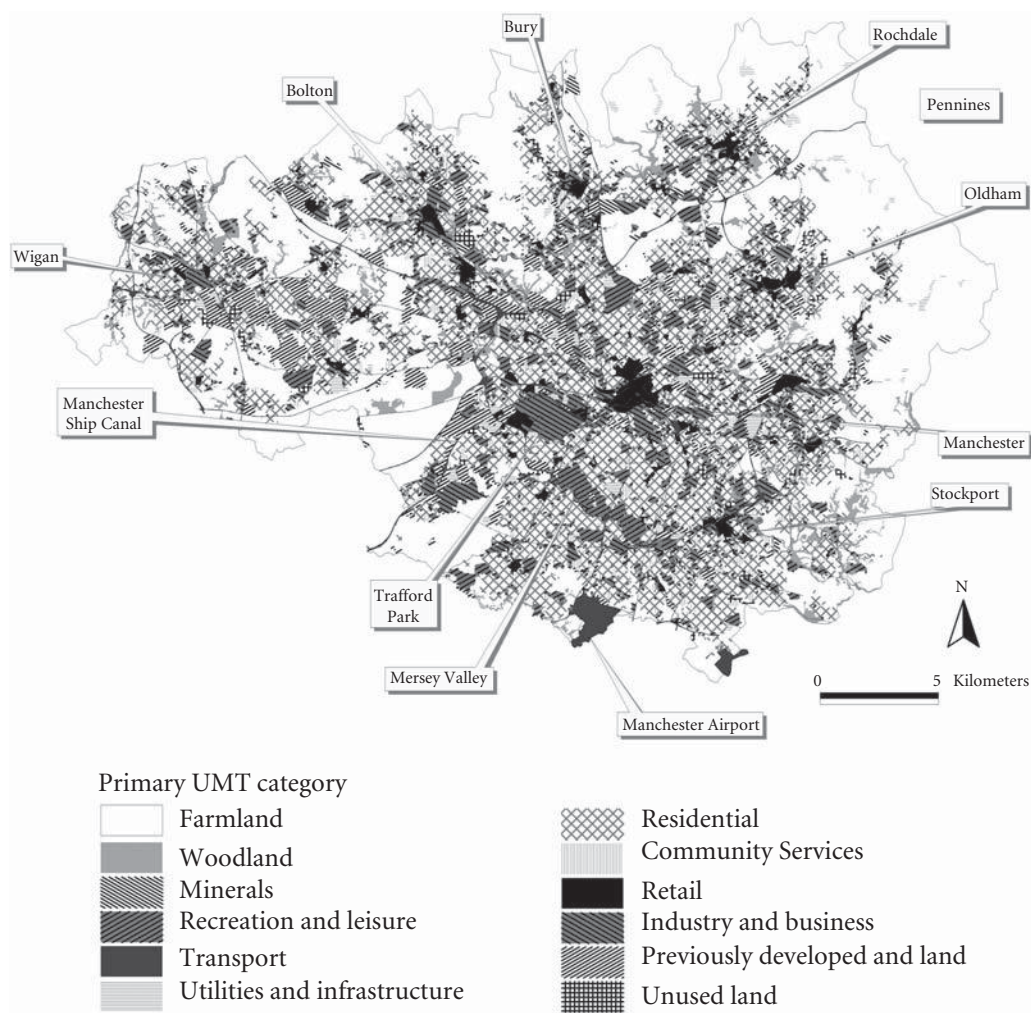 Bury
Rochdale
Bolton
Pennines
Oldham
Wigan
Manchester
Ship Canal
Manchester
Stockport
Trafford
Park
N
Mersey Valley
0 5 Kilometers
Manchester Airport
Primary UMT category
Farmland
Woodland
Minerals
Recreation and leisure
Transport
Utilities and infrastructure
Residential
Community Services
Retail
Industry and business
Previously developed and land
Unused land